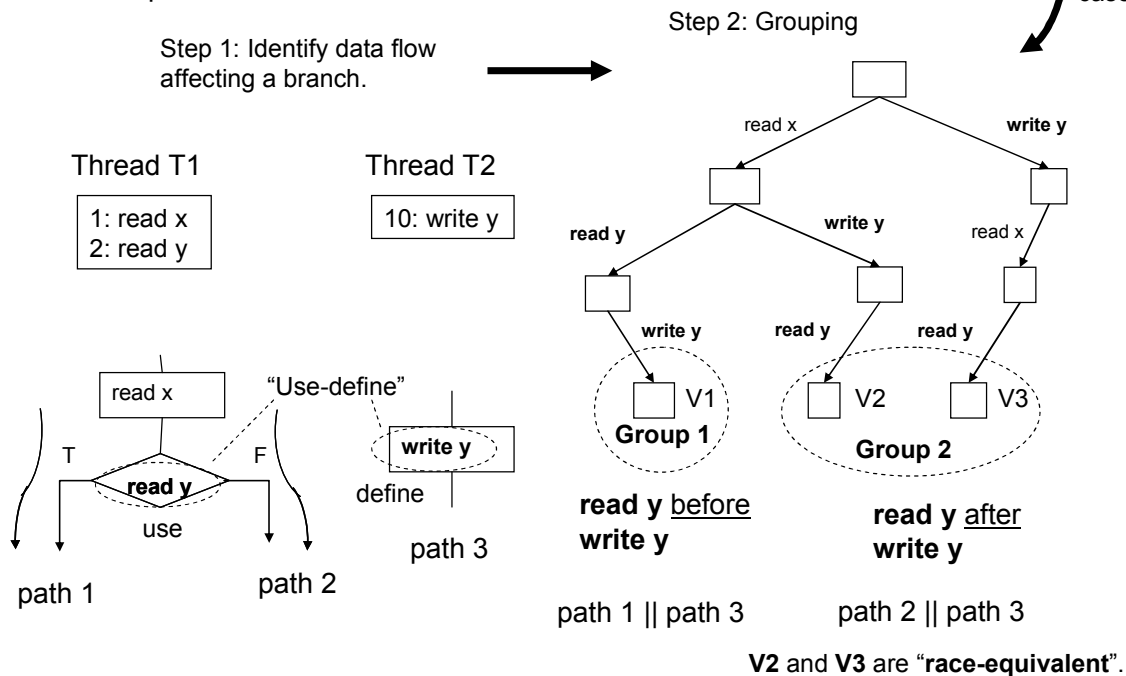 Step 1: Identify data flow
affecting a branch.
Step 2: Grouping
Thread T1
1: read x
2: read y
Thread T2
10: write y
read x
T
F
read y
use
"Use-define"
write y
define
path 1
path 2
path 3
read x
write y
read y
write y
read x
write y
read y
read y
V1
V2
V3
Group 1
Group 2
read y before
write y
read y after
write y
path 1 || path 3
path 2 || path 3
V2 and V3 are "race-equivalent".